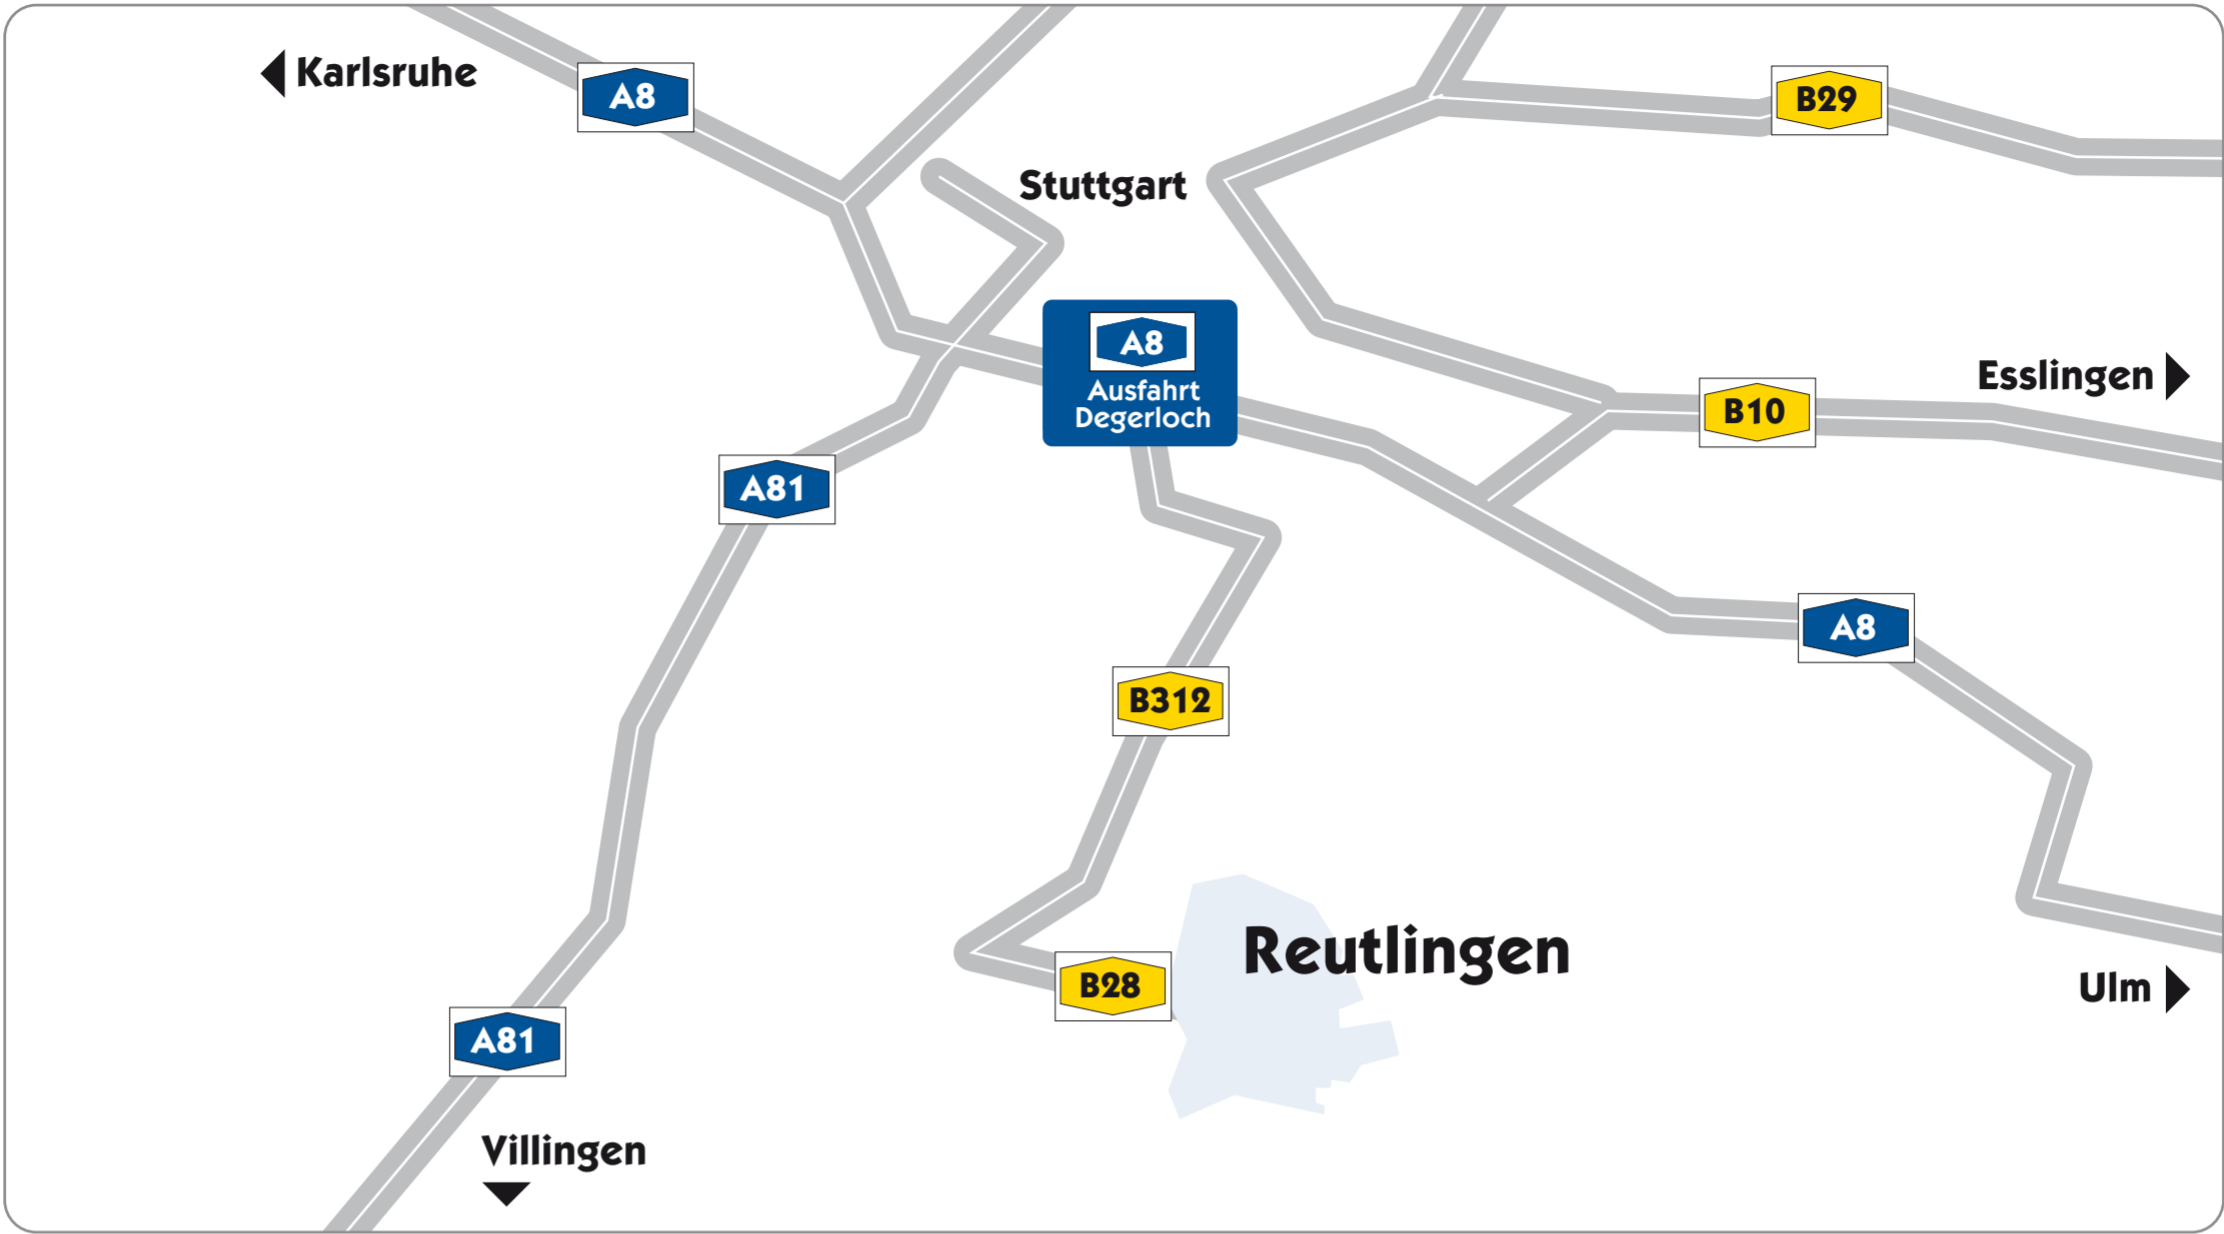 Karlsruhe
A8
B29
Stuttgart
A8
Ausfahrt
Degerloch
Esslingen
B10
A81
A8
B312
Reutlingen
B28
Ulm
A81
Villingen